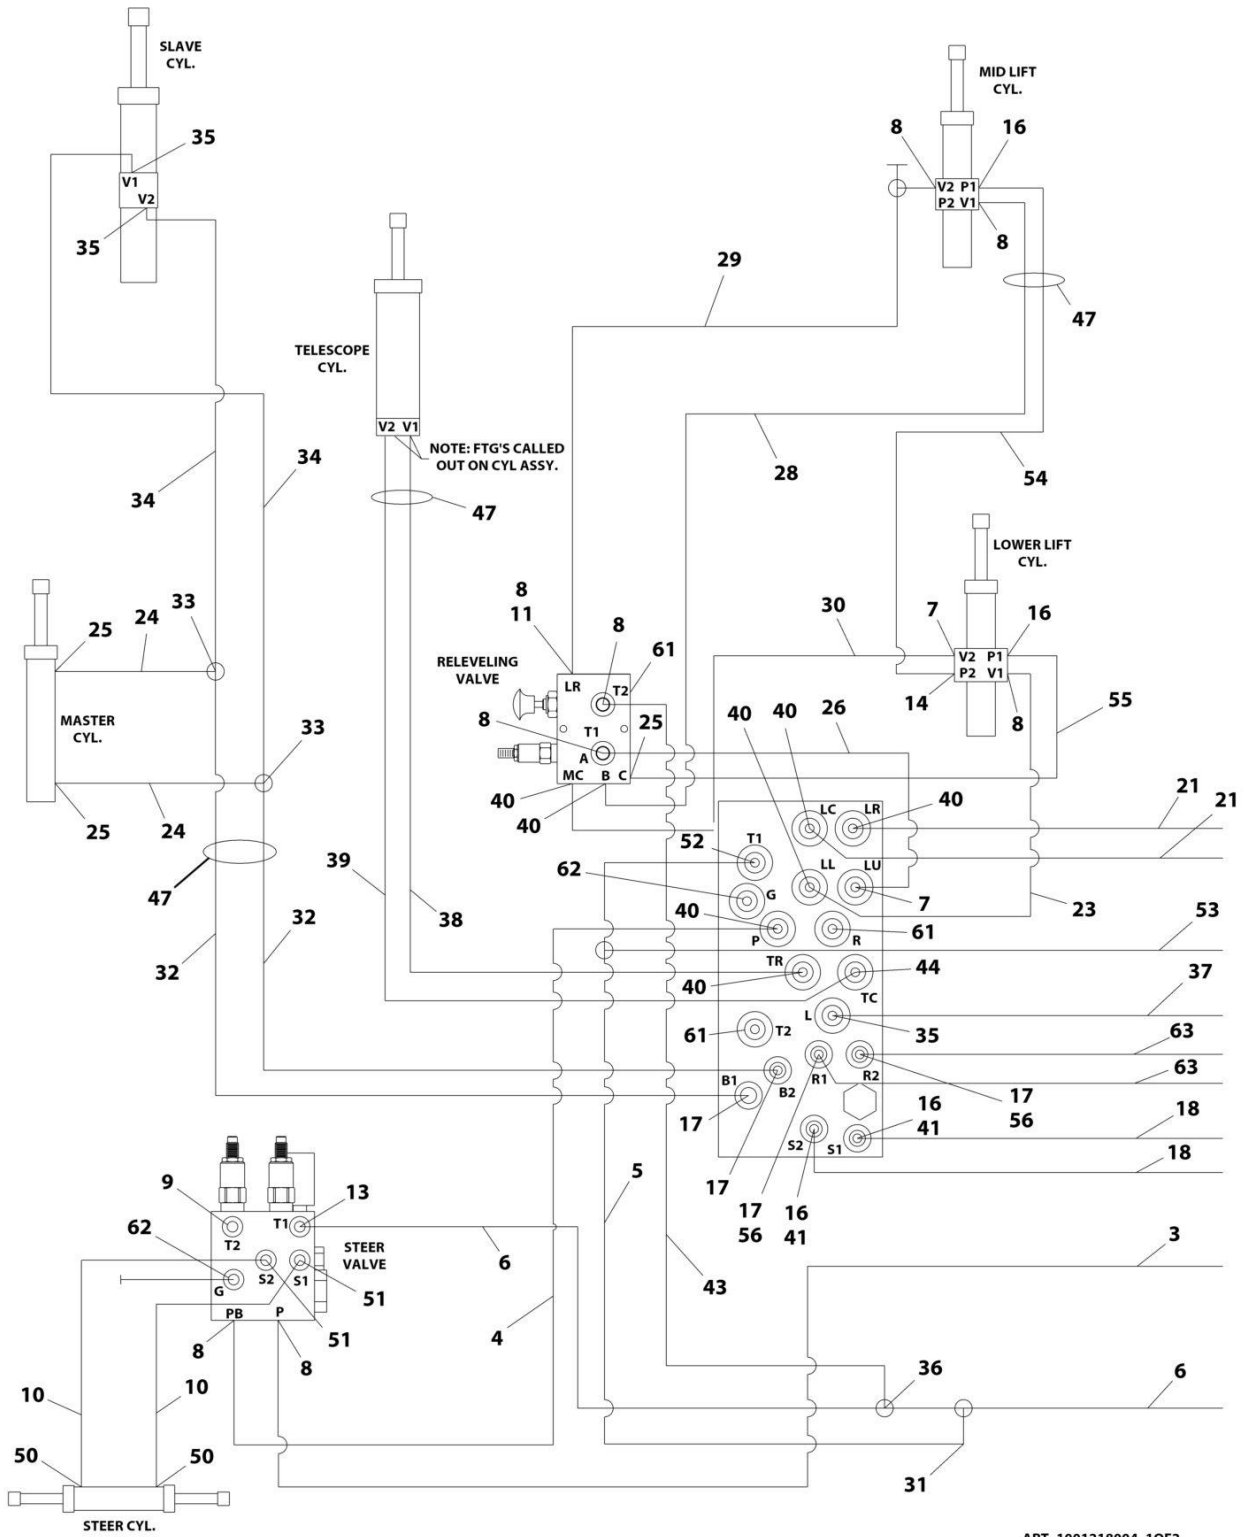 SLAVE
CYL.
MID LIFT
CYL.
8
16
35
V1
V2
V2 P1
P2 V1
35
8
29
47
TELESCOPE
CYL.
V2 V1
NOTE: FTG'S CALLED
OUT ON CYL ASSY.
34
34
28
54
47
LOWER LIFT
CYL.
8
11
30
7
16
33
24
25
8
61
V2 P1
P2 V1
RELEVELING
VALVE
LR
T2
14
8
MASTER
CYL.
33
8
T1
25
40
40
26
55
A
MC
B
C
25
24
40
40
LC
LR
40
21
21
47
39
52
T1
62
LL
LU
G
7
23
53
38
40
P
R
61
32
32
TR
40
44
TC
37
61
T2
L
35
63
B1
B2
R1
R2
63
17
16
41
17
56
18
S2
S1
18
5
17
17
56
16
41
9
13
62
T1
T2
STEER
VALVE
6
3
S2
S1
G
51
43
PB
P
51
4
8
8
10
10
36
6
50
50
31
STEER CYL.